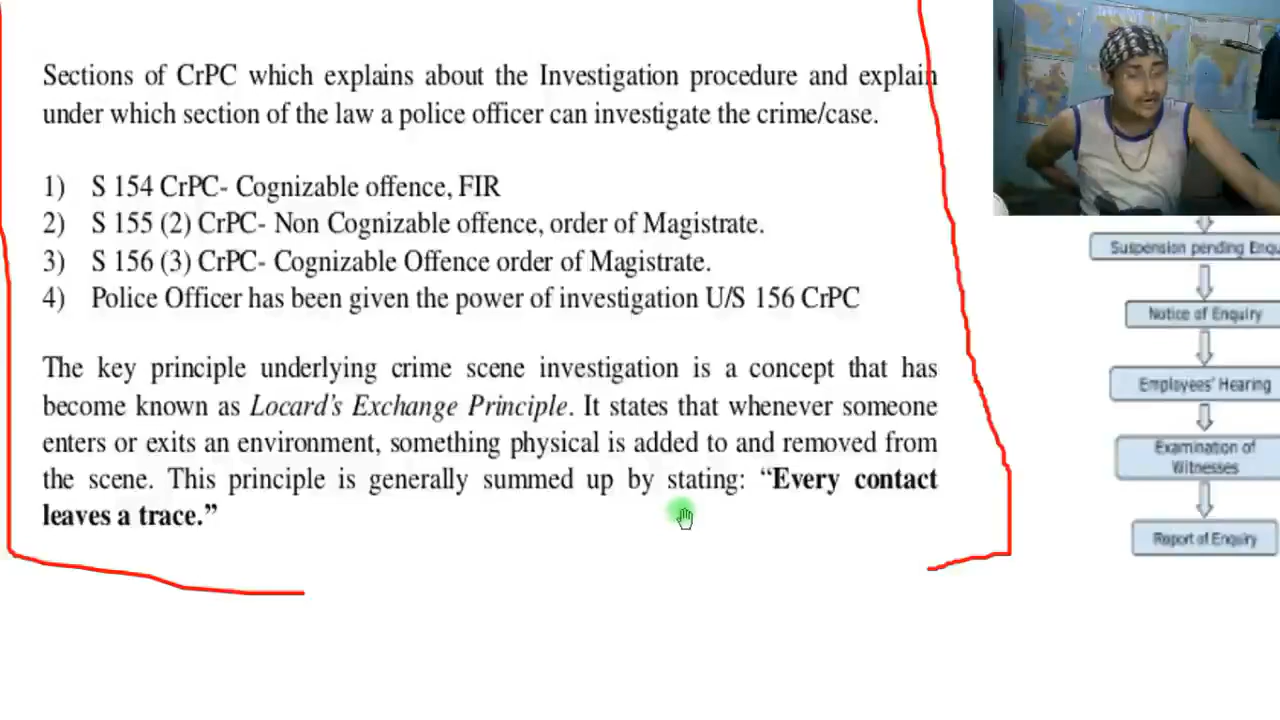 Sections of CrPC which explains about the Investigation procedure and explain
under which section of the law a police officer can investigate the crime/case.
1) S 154 CrPC- Cognizable offence, FIR
2) S 155 (2) CrPC- Non Cognizable offence, order of Magistrate.
3) S 156 (3) CrPC- Cognizable Offence order of Magistrate.
4) Police Officer has been given the power of investigation U/S 156 CrPC
The key principle underlying crime scene investigation is a concept that has
become known as Locard's Exchange Principle. It states that whenever someone
enters or exits an environment, something physical is added to and removed from
the scene. This principle is generally summed up by stating: “Every contact
leaves a trace.”
Suspension pending Enqu
Notice of Enquiry
Employees' Hearing
Examination of
Witnesses
Report of Enquiry